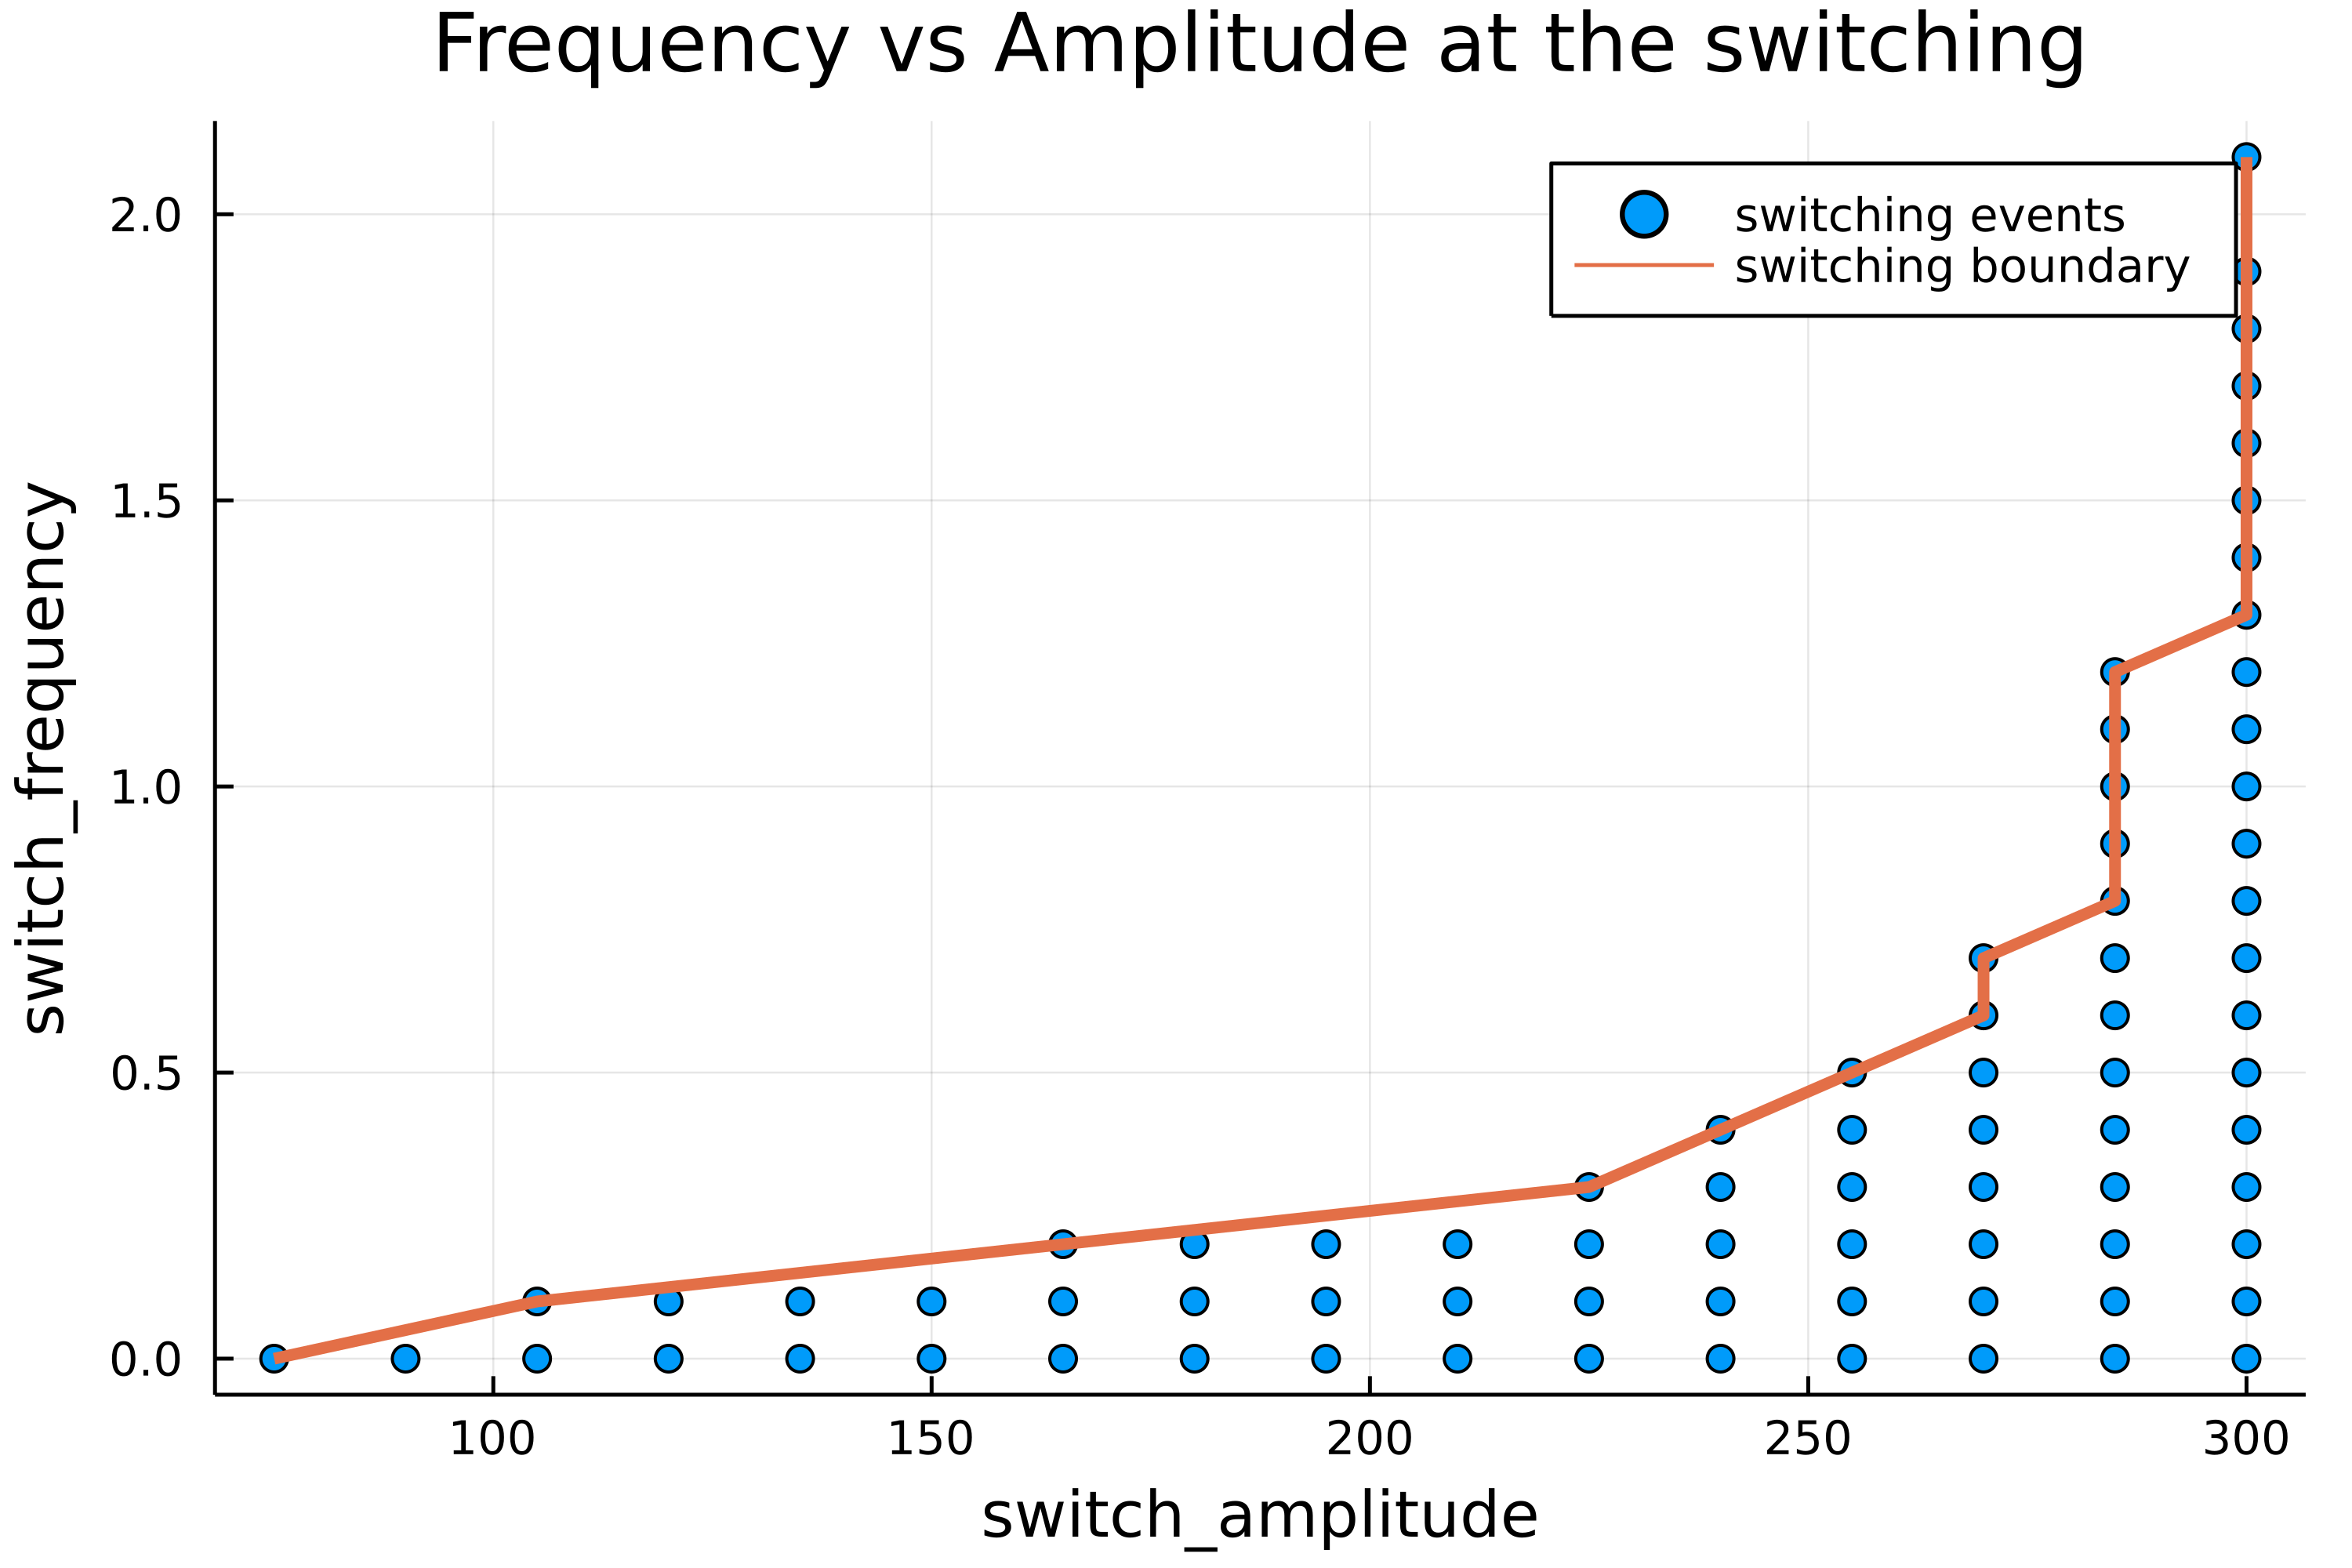 Frequency vs Amplitude at the switching
switching events
switching boundary
switch_frequency
2.0
1.5
1.0
0.5
0.0
100 150 200 250 300
switch_amplitude